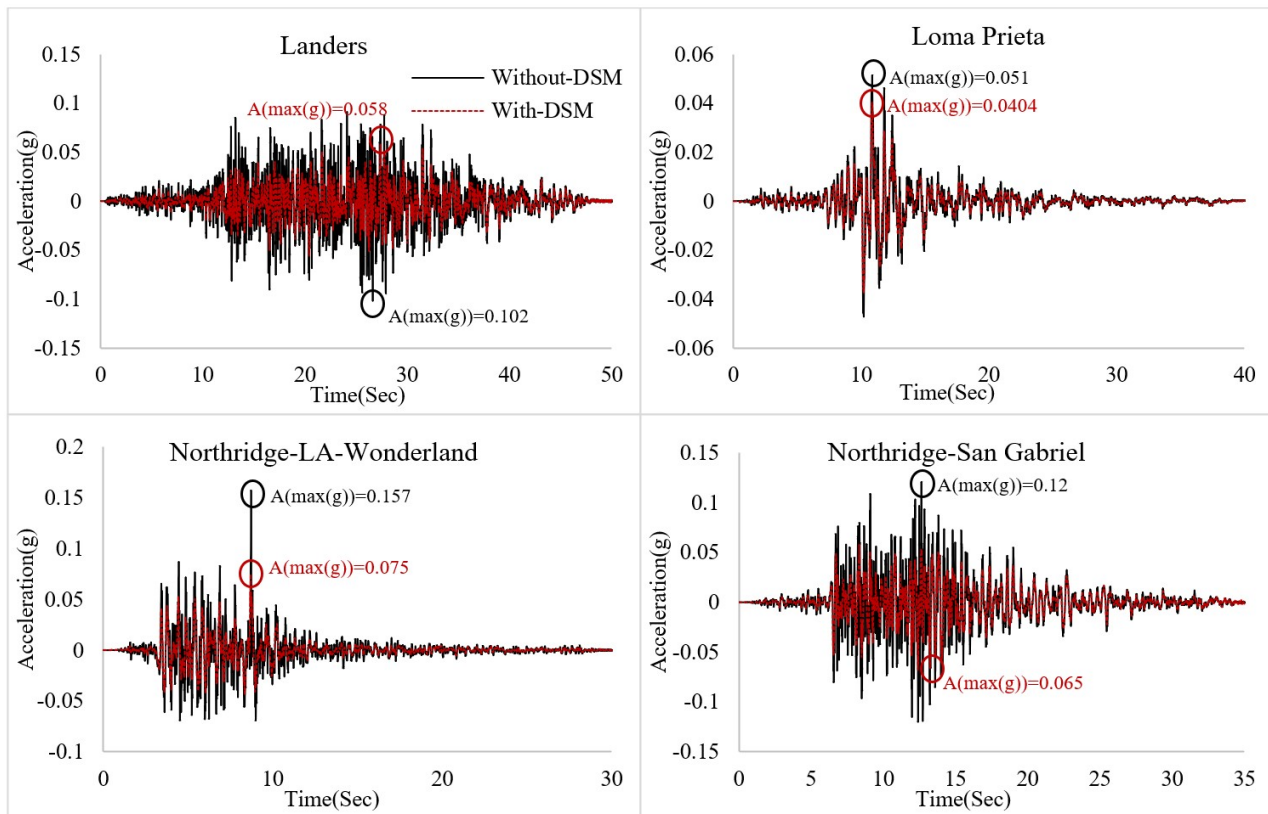 Landers
0.15
0.1
0.05
0
-0.05
-0.1
-0.15
Acceleration(g)
Without-DSM
With-DSM
A(max(g))=0.058
A(max(g))=0.102
0 10 20 30 40 50
Time(Sec)
Loma Prieta
0.06
0.04
0.02
0
-0.02
-0.04
-0.06
Acceleration(g)
A(max(g))=0.051
A(max(g))=0.0404
0 10 20 30 40
Time(Sec)
Northridge-LA-Wonderland
0.2
0.15
0.1
0.05
0
-0.05
-0.1
Acceleration(g)
A(max(g))=0.157
A(max(g))=0.075
0 10 20 30
Time(Sec)
Northridge-San Gabriel
0.15
0.1
0.05
0
-0.05
-0.1
-0.15
Acceleration(g)
A(max(g))=0.12
A(max(g))=0.065
0 5 10 15 20 25 30 35
Time(Sec)